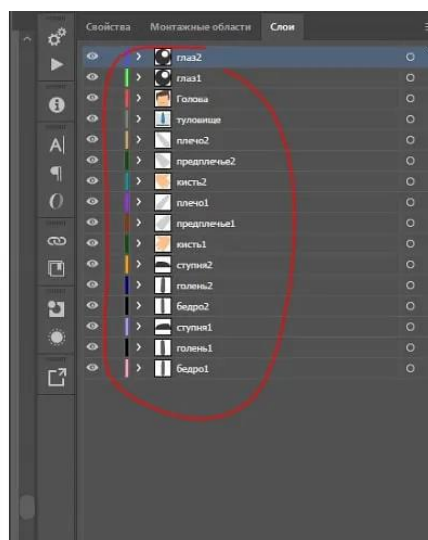 Свойства Монтажные области Слои
глаз2
глаз1
Голова
туловище
плечо2
предплечье2
кисть2
плечо1
предплечье1
кисть1
ступня2
голень2
бедро2
ступня1
голень1
бедро1